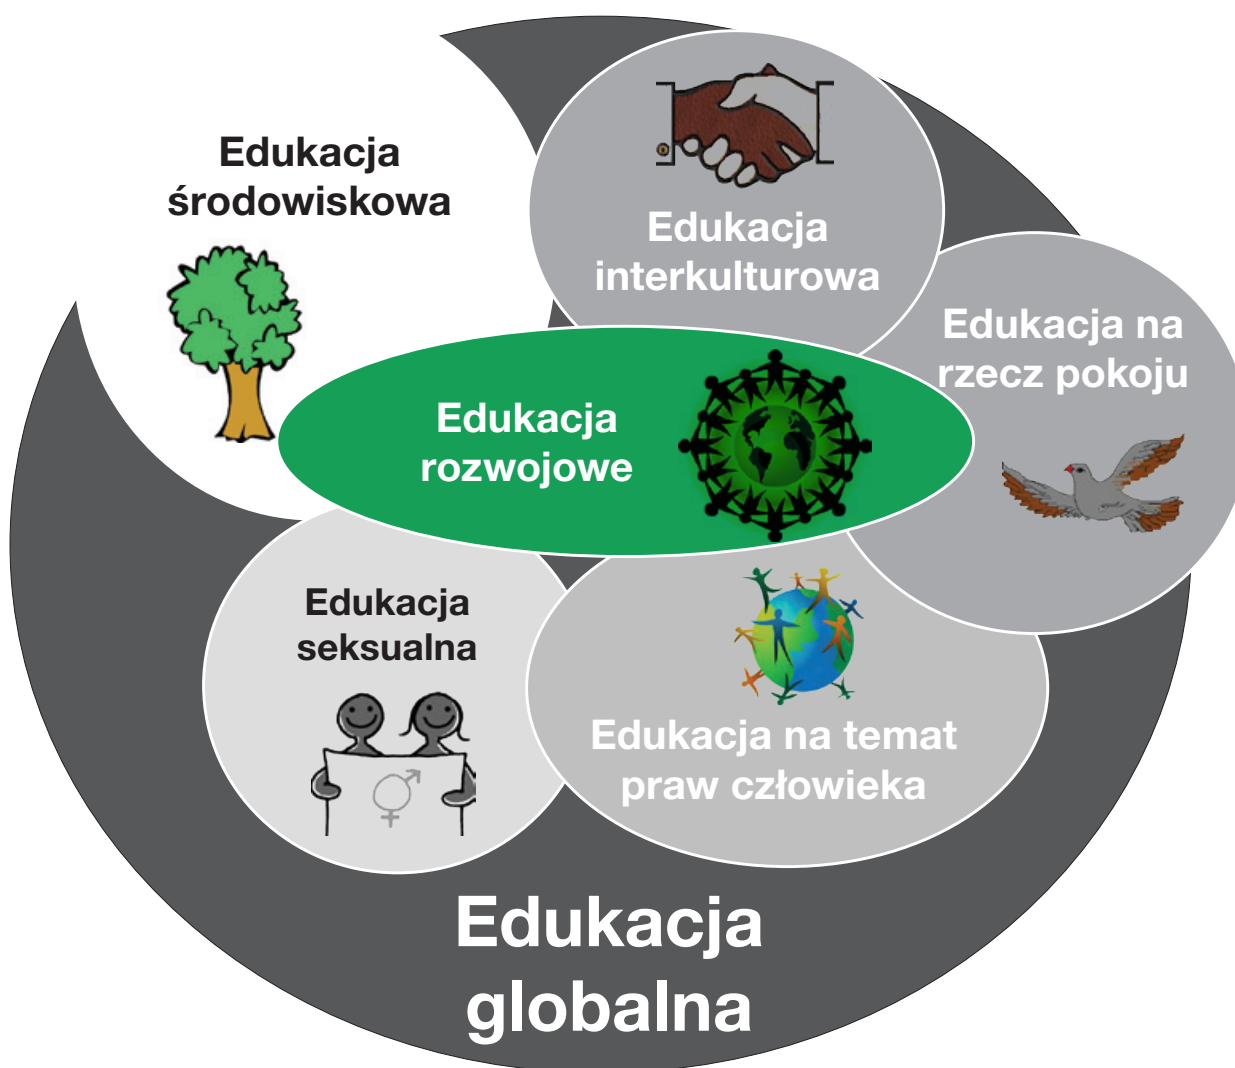 Edukacja
środowiskowa
Edukacja
interkulturowa
Edukacja na
rzecz pokoju
Edukacja
rozwojowe
Edukacja
seksualna
Edukacja na temat
praw człowieka
Edukacja
globalna